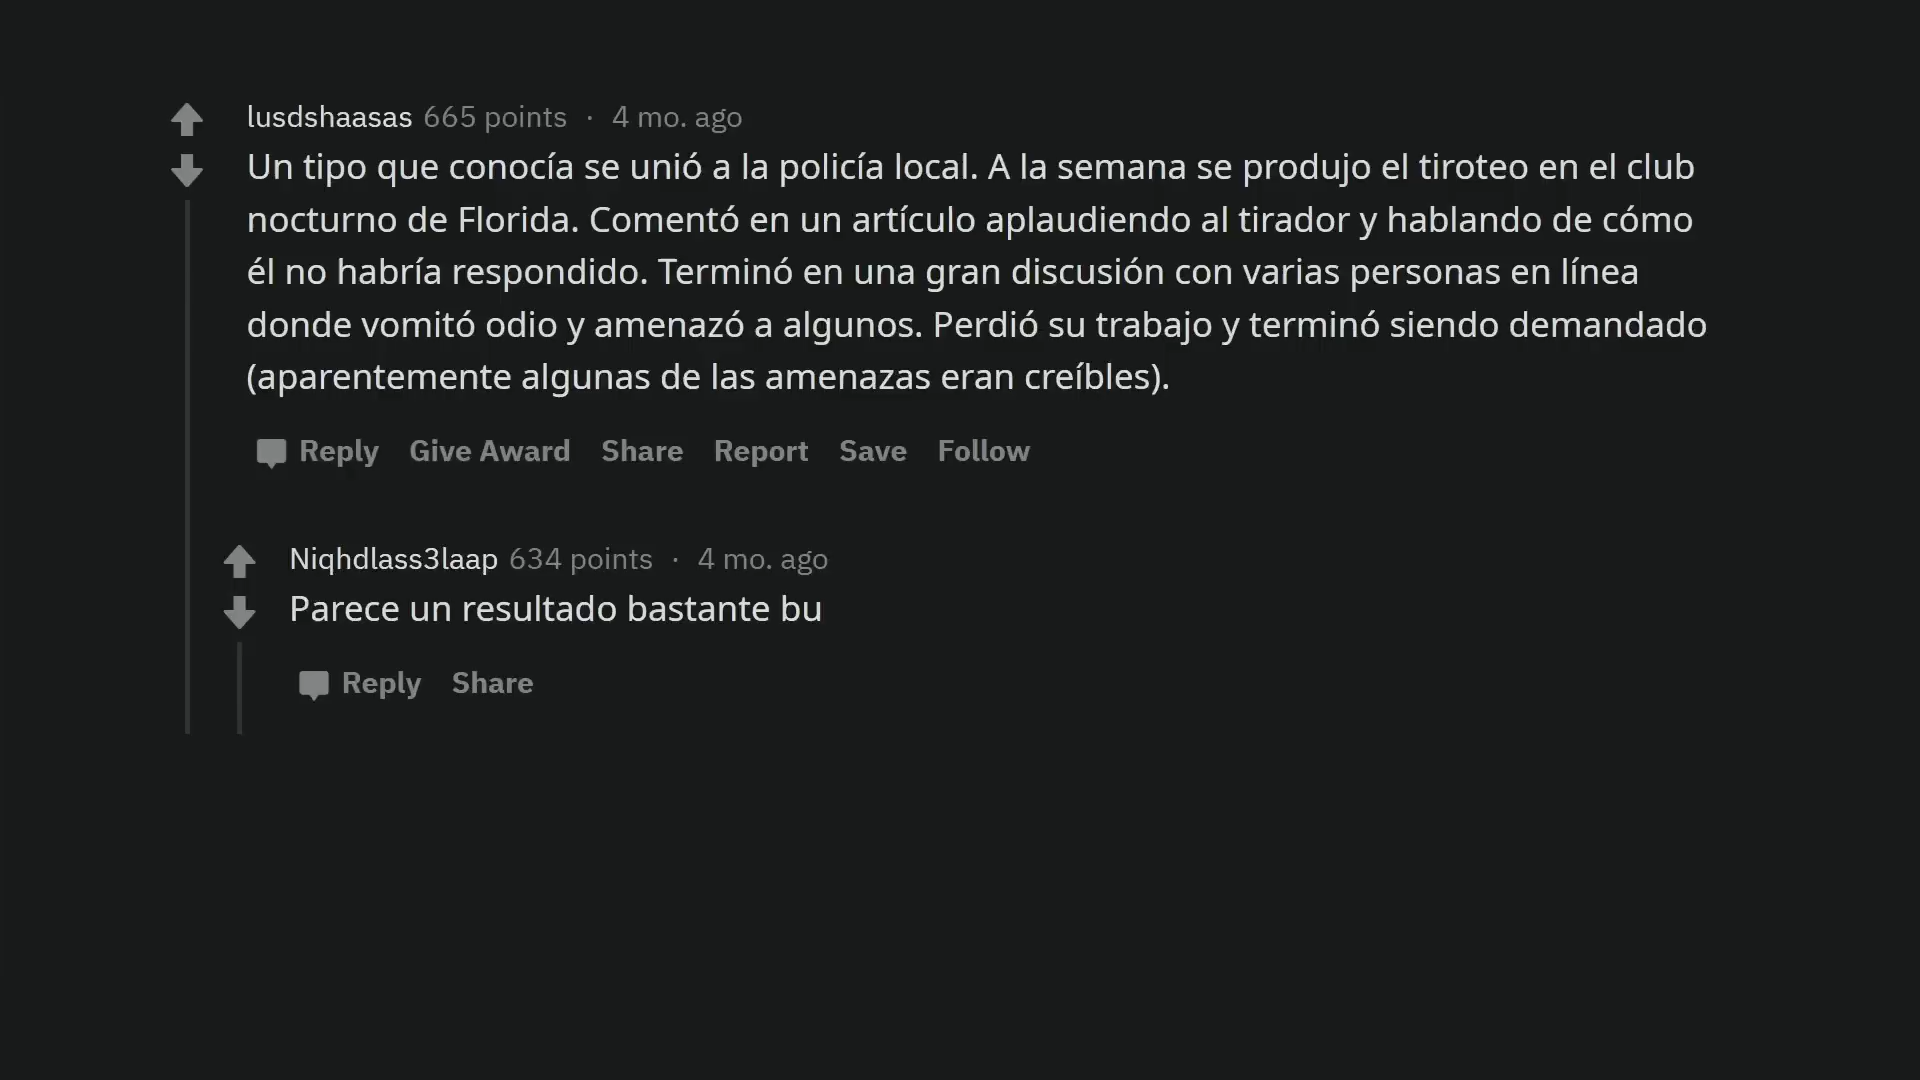 lusdshaasas 665 points · 4 mo. ago
Un tipo que conocía se unió a la policía local. A la semana se produjo el tiroteo en el club
nocturno de Florida. Comentó en un artículo aplaudiendo al tirador y hablando de cómo
él no habría respondido. Terminó en una gran discusión con varias personas en línea
donde vomitó odio y amenazó a algunos. Perdió su trabajo y terminó siendo demandado
(aparentemente algunas de las amenazas eran creíbles).
Reply Give Award Share Report Save Follow
Niqhdlass3laap 634 points · 4 mo. ago
Parece un resultado bastante bu
Reply Share